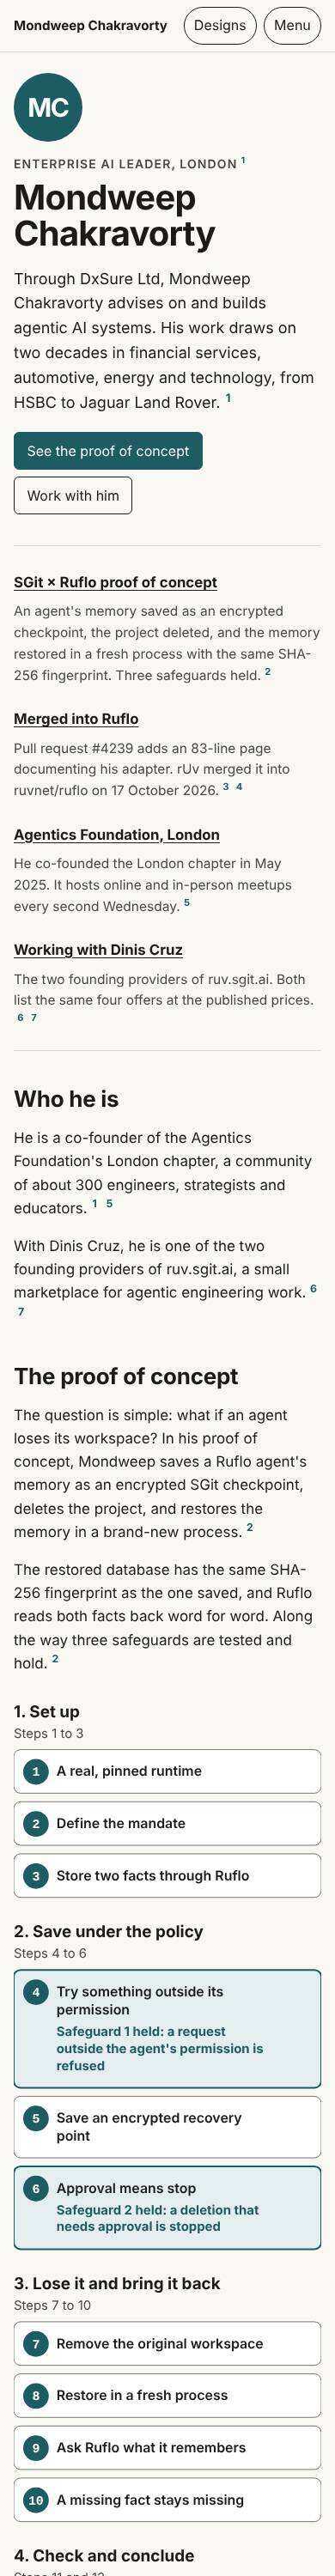 Mondweep Chakravorty
Designs
Menu
MC
ENTERPRISE AI LEADER, LONDON 1
Mondweep
Chakravorty
Through DxSure Ltd, Mondweep
Chakravorty advises on and builds
agentic AI systems. His work draws on
two decades in financial services,
automotive, energy and technology, from
HSBC to Jaguar Land Rover. 1
See the proof of concept
Work with him
SGit × Ruflo proof of concept
An agent's memory saved as an encrypted
checkpoint, the project deleted, and the memory
restored in a fresh process with the same SHA-
256 fingerprint. Three safeguards held. 2
Merged into Ruflo
Pull request #4239 adds an 83-line page
documenting his adapter. rUv merged it into
ruvnet/ruflo on 17 October 2026. 3 4
Agentics Foundation, London
He co-founded the London chapter in May
2025. It hosts online and in-person meetups
every second Wednesday. 5
Working with Dinis Cruz
The two founding providers of ruv.sgit.ai. Both
list the same four offers at the published prices.
6 7
Who he is
He is a co-founder of the Agentics
Foundation's London chapter, a community
of about 300 engineers, strategists and
educators. 1 5
With Dinis Cruz, he is one of the two
founding providers of ruv.sgit.ai, a small
marketplace for agentic engineering work. 6
7
The proof of concept
The question is simple: what if an agent
loses its workspace? In his proof of
concept, Mondweep saves a Ruflo agent's
memory as an encrypted SGit checkpoint,
deletes the project, and restores the
memory in a brand-new process. 2
The restored database has the same SHA-
256 fingerprint as the one saved, and Ruflo
reads both facts back word for word. Along
the way three safeguards are tested and
hold. 2
1. Set up
Steps 1 to 3
1 A real, pinned runtime
2 Define the mandate
3 Store two facts through Ruflo
2. Save under the policy
Steps 4 to 6
4 Try something outside its
permission
Safeguard 1 held: a request
outside the agent's permission is
refused
5 Save an encrypted recovery
point
6 Approval means stop
Safeguard 2 held: a deletion that
needs approval is stopped
3. Lose it and bring it back
Steps 7 to 10
7 Remove the original workspace
8 Restore in a fresh process
9 Ask Ruflo what it remembers
10 A missing fact stays missing
4. Check and conclude